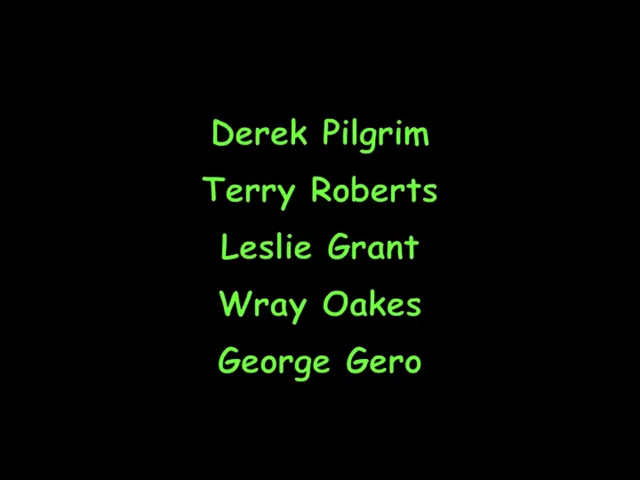 Derek Pilgrim
Terry Roberts
Leslie Grant
Wray Oakes
George Gero